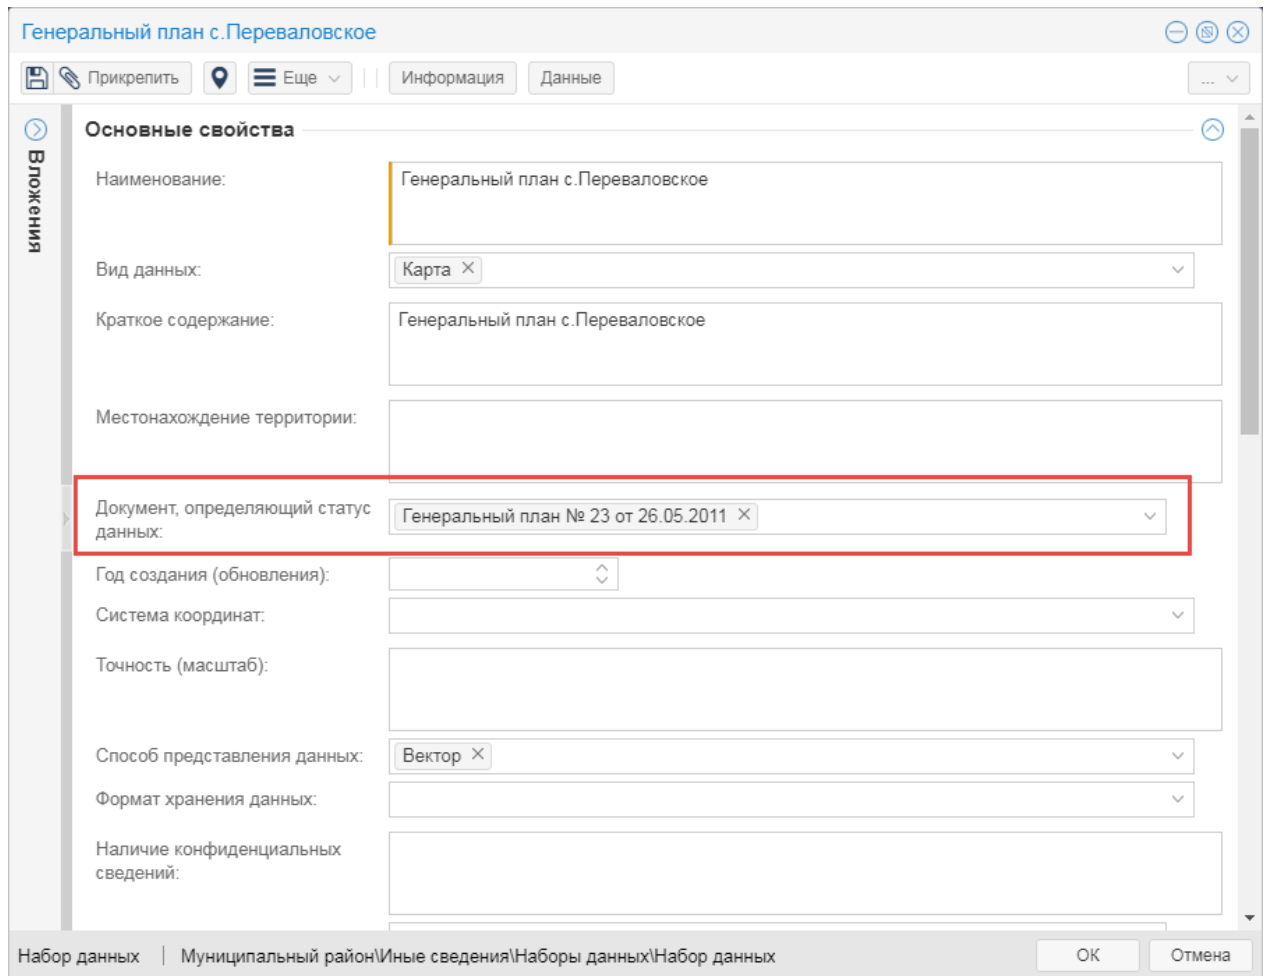 Генеральный план с.Переваловское
Прикрепить Еще Информация Данные ...
Вложения
Основные свойства
Наименование: Генеральный план с.Переваловское
Вид данных: Карта
Краткое содержание: Генеральный план с.Переваловское
Местонахождение территории:
Документ, определяющий статус
данных: Генеральный план № 23 от 26.05.2011
Год создания (обновления):
Система координат:
Точность (масштаб):
Способ представления данных: Вектор
Формат хранения данных:
Наличие конфиденциальных
сведений:
Набор данных | Муниципальный район\Иные сведения\Наборы данных\Набор данных ОК Отмена